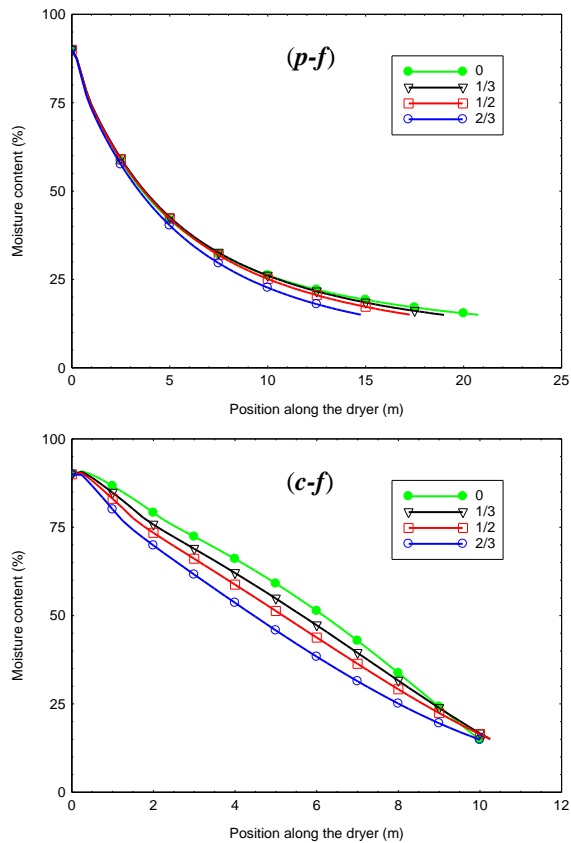 100
(p-f)
0
1/3
1/2
2/3
75
50
25
0
Moisture content (%)
0 5 10 15 20 25
Position along the dryer (m)
100
(c-f)
0
1/3
1/2
2/3
75
50
25
0
Moisture content (%)
0 2 4 6 8 10 12
Position along the dryer (m)